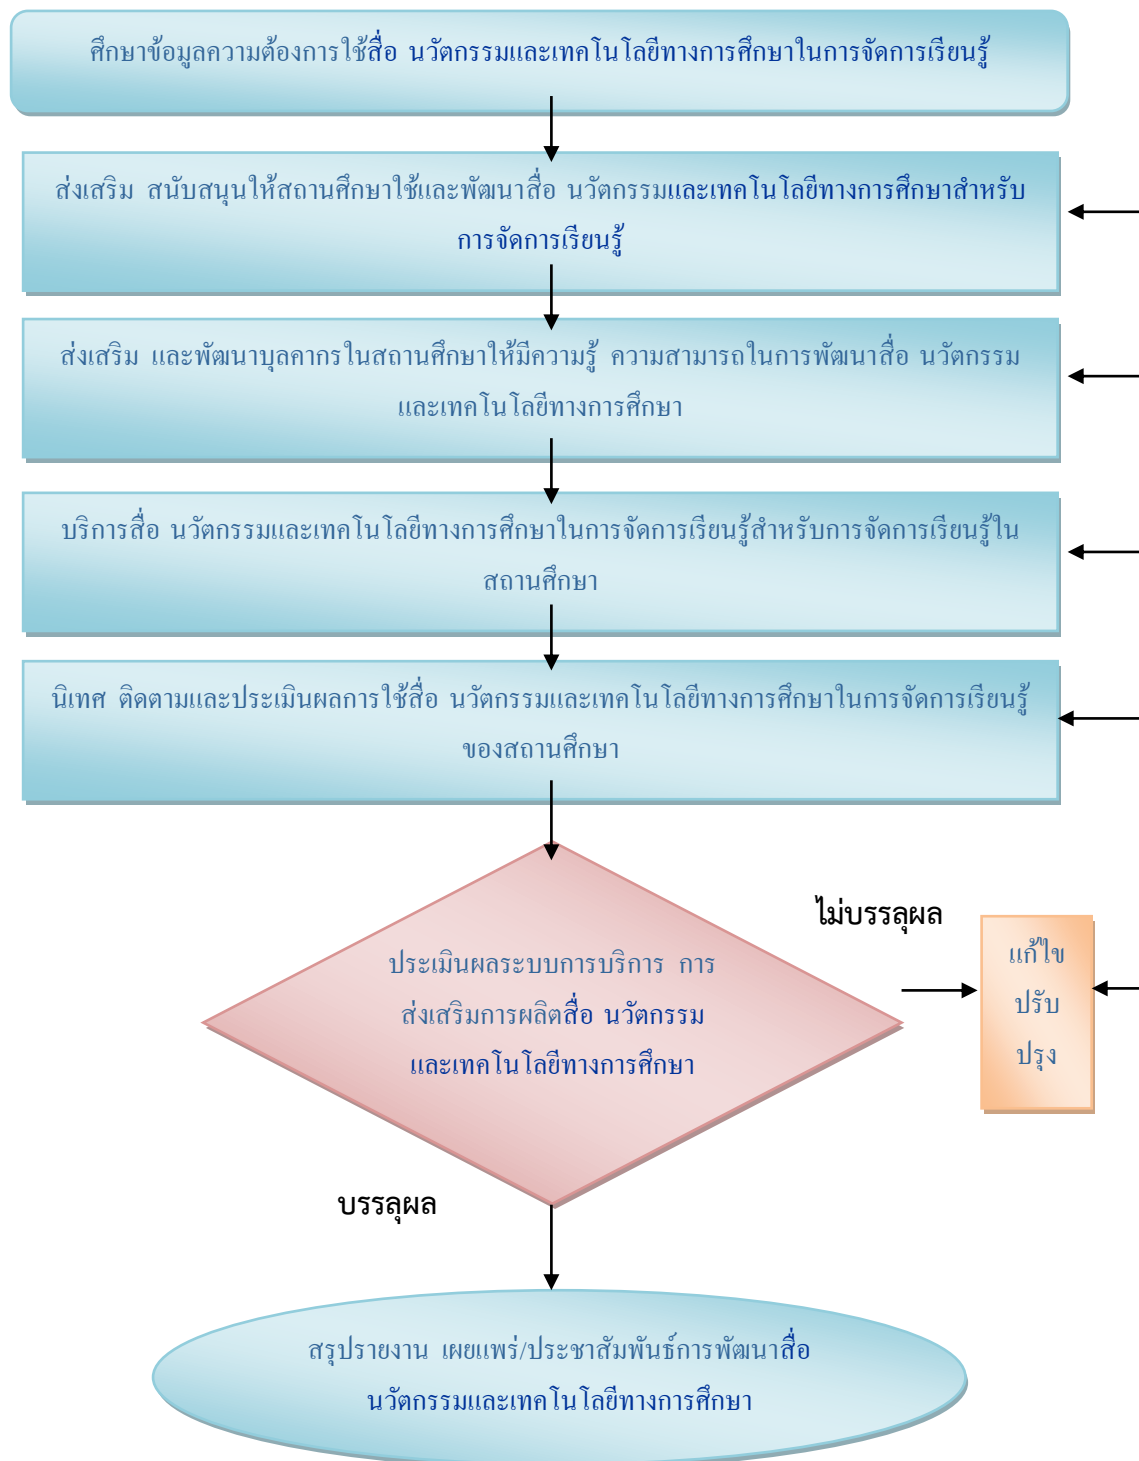 ศึกษาข้อมูลความต้องการใช้สื่อ นวัตกรรมและเทคโนโลยีทางการศึกษาในการจัดการเรียนรู้
ส่งเสริม สนับสนุนให้สถานศึกษาใช้และพัฒนาสื่อ นวัตกรรมและเทคโนโลยีทางการศึกษาสำหรับ
การจัดการเรียนรู้
ส่งเสริม และพัฒนาบุคลากรในสถานศึกษาให้มีความรู้ ความสามารถในการพัฒนาสื่อ นวัตกรรม
และเทคโนโลยีทางการศึกษา
บริการสื่อ นวัตกรรมและเทคโนโลยีทางการศึกษาในการจัดการเรียนรู้สำหรับการจัดการเรียนรู้ใน
สถานศึกษา
นิเทศ ติดตามและประเมินผลการใช้สื่อ นวัตกรรมและเทคโนโลยีทางการศึกษาในการจัดการเรียนรู้
ของสถานศึกษา
ประเมินผลระบบการบริการ การ
ส่งเสริมการผลิตสื่อ นวัตกรรม
และเทคโนโลยีทางการศึกษา
ไม่บรรลุผล
แก้ไข
ปรับ
ปรุง
บรรลุผล
สรุปรายงาน เผยแพร่/ประชาสัมพันธ์การพัฒนาสื่อ
นวัตกรรมและเทคโนโลยีทางการศึกษา